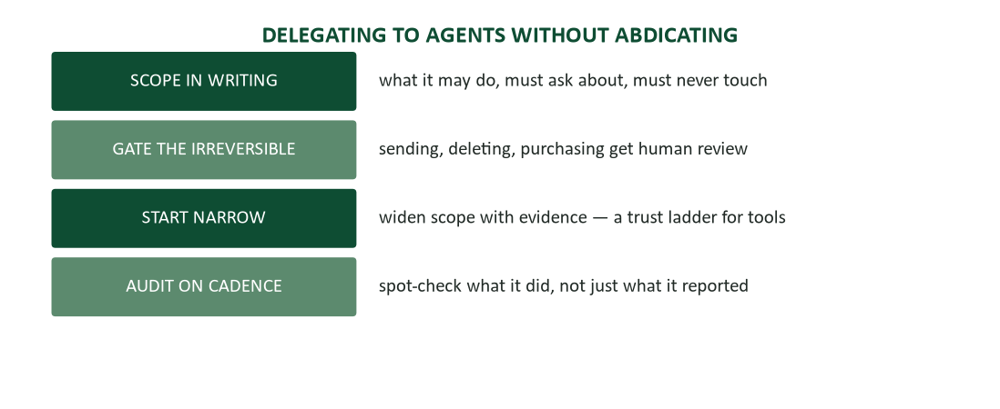 DELEGATING TO AGENTS WITHOUT ABDICATING
SCOPE IN WRITING
what it may do, must ask about, must never touch
GATE THE IRREVERSIBLE
sending, deleting, purchasing get human review
START NARROW
widen scope with evidence — a trust ladder for tools
AUDIT ON CADENCE
spot-check what it did, not just what it reported